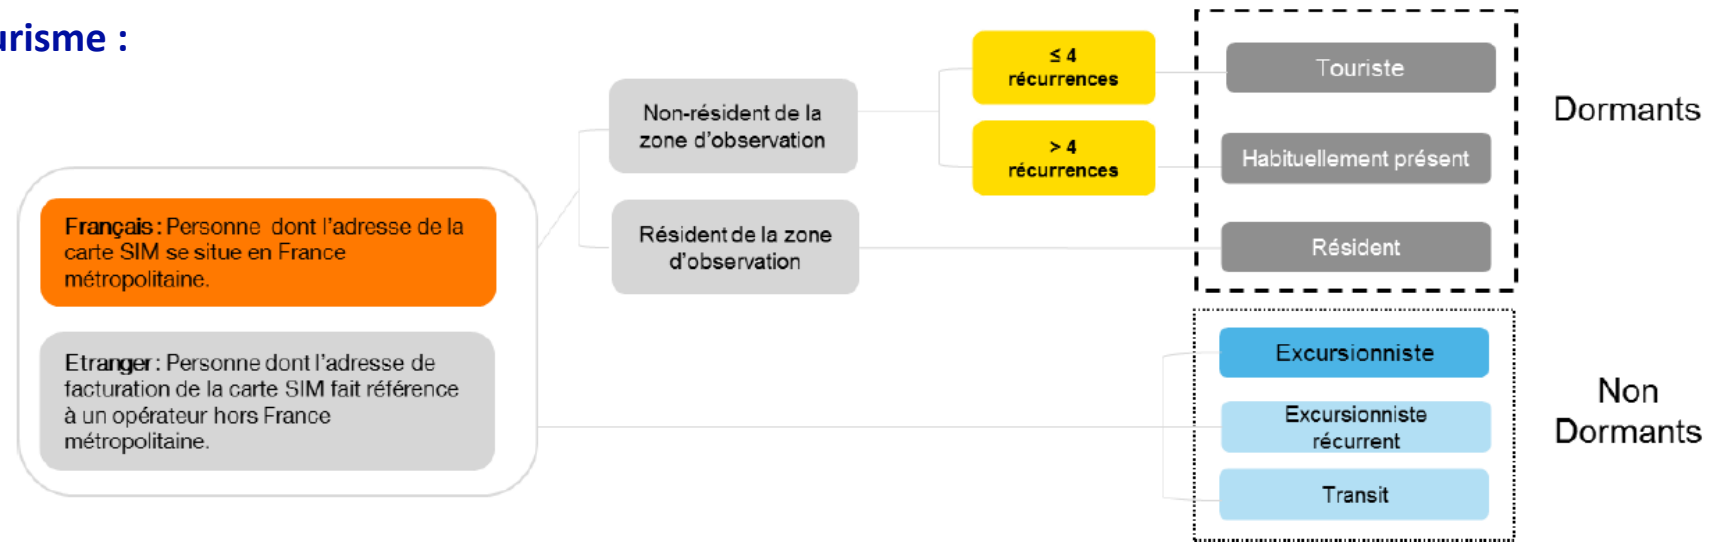 urisme :
≤ 4
récurrences
Touriste
Dormants
Non-résident de la
zone d'observation
> 4
récurrences
Habituellement présent
Français : Personne dont l'adresse de la
carte SIM se situe en France
métropolitaine.
Résident de la zone
d'observation
Résident
Etranger : Personne dont l'adresse de
facturation de la carte SIM fait référence
à un opérateur hors France
métropolitaine.
Excursionniste
Excursionniste
récurrent
Transit
Non
Dormants